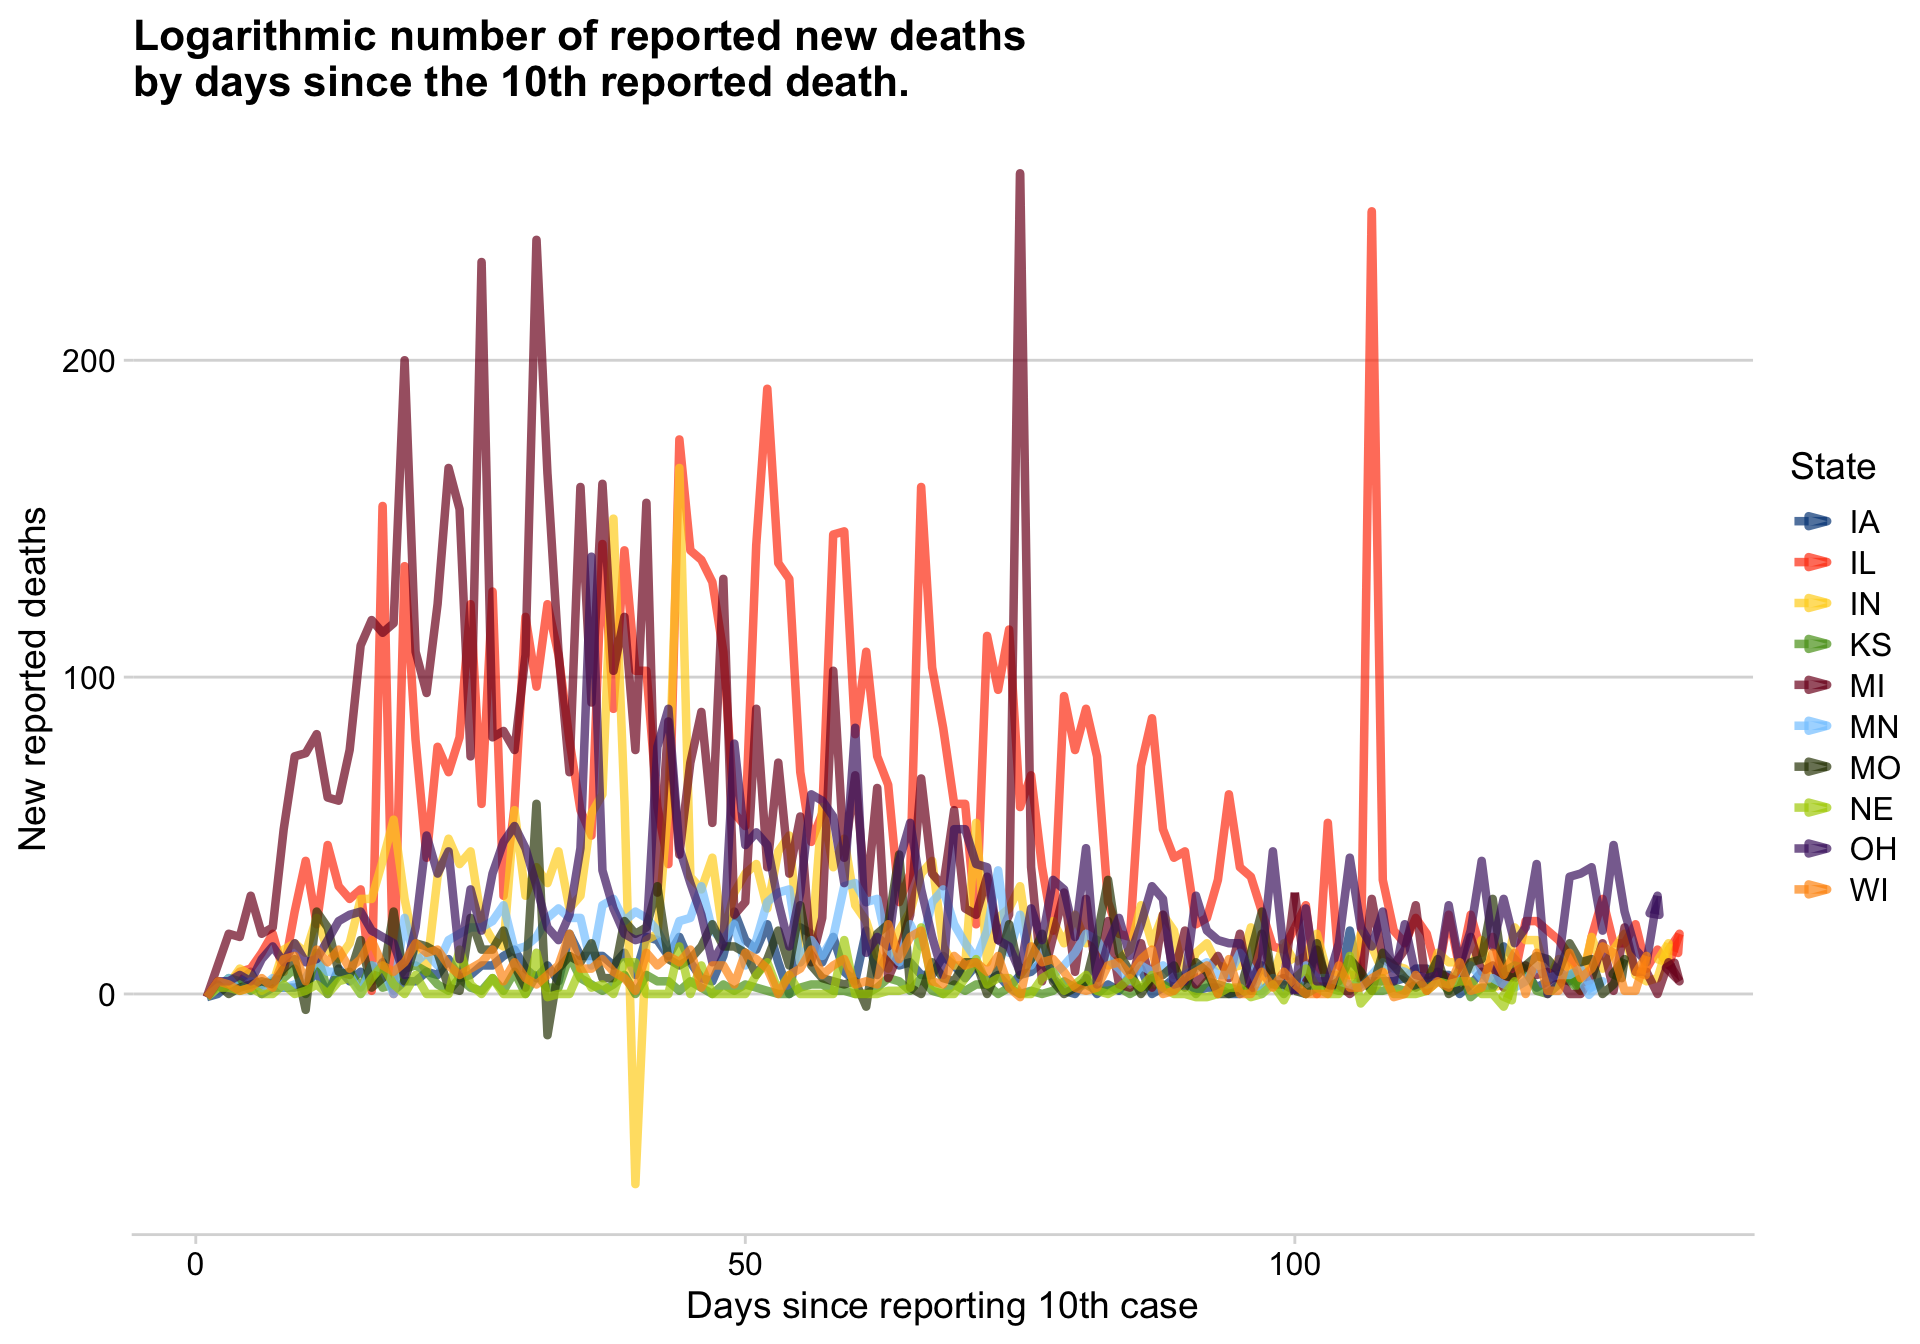 Logarithmic number of reported new deaths
by days since the 10th reported death.
New reported deaths
200
100
0
0
50
100
Days since reporting 10th case
State
IA
IL
IN
KS
MI
MN
MO
NE
OH
WI